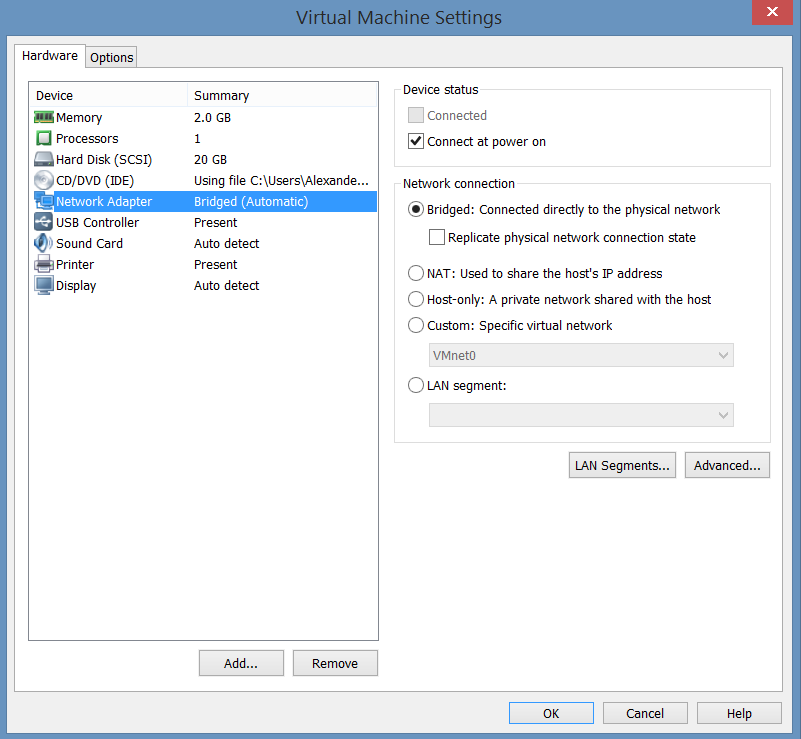 Virtual Machine Settings
Hardware
Options
Device Summary
Memory 2.0 GB
Processors 1
Hard Disk (SCSI) 20 GB
CD/DVD (IDE) Using file C:\Users\Alexande...
Network Adapter Bridged (Automatic)
USB Controller Present
Sound Card Auto detect
Printer Present
Display Auto detect
Add...
Remove
Device status
Connected
Connect at power on
Network connection
Bridged: Connected directly to the physical network
Replicate physical network connection state
NAT: Used to share the host's IP address
Host-only: A private network shared with the host
Custom: Specific virtual network
VMnet0
LAN segment:
LAN Segments...
Advanced...
OK
Cancel
Help